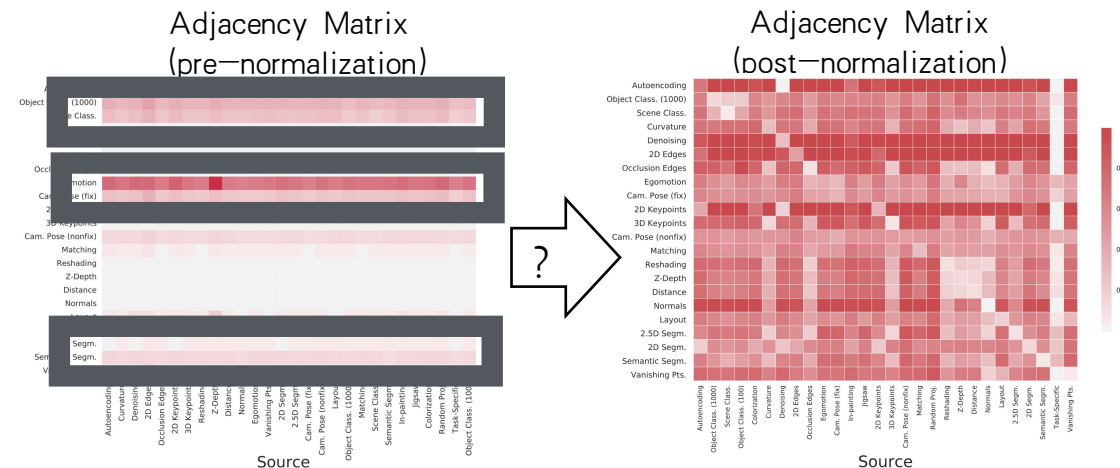 Adjacency Matrix
(pre-normalization)
Adjacency Matrix
(post-normalization)
Object (1000)
Class.
Egomotion
Cam. Pose (fix)
3D Keypoints
Cam. Pose (nonfix)
Matching
Reshading
Z-Depth
Distance
Normals
Layout
Segm.
Segm.
Autoencoding
Curvature
Denoising
2D Edges
Occlusion Edges
2D Keypoints
3D Keypoints
Reshading
Z-Depth
Distance
Normals
Egomotion
Vanishing Pts.
2D Segm.
2.5D Segm.
Cam. Pose (fix)
Cam. Pose (nonfix)
Layout
Object Class. (1000)
Matching
Scene Class.
Semantic Segm.
In-painting
Jigsaw
Colorization
Random Proj.
Task-Specific
Object Class. (100)
Source
?
Autoencoding
Object Class. (1000)
Scene Class.
Curvature
Denoising
2D Edges
Occlusion Edges
Egomotion
Cam. Pose (fix)
2D Keypoints
3D Keypoints
Cam. Pose (nonfix)
Matching
Reshading
Z-Depth
Distance
Normals
Layout
2.5D Segm.
2D Segm.
Semantic Segm.
Vanishing Pts.
Autoencoding
Object Class. (1000)
Scene Class.
Object Class. (100)
Colorization
Curvature
Denoising
2D Edges
Occlusion Edges
Egomotion
Cam. Pose (fix)
In-painting
Jigsaw
2D Keypoints
3D Keypoints
Cam. Pose (nonfix)
Matching
Random Proj.
Reshading
Z-Depth
Distance
Normals
Layout
2.5D Segm.
2D Segm.
Semantic Segm.
Task-Specific
Vanishing Pts.
Source